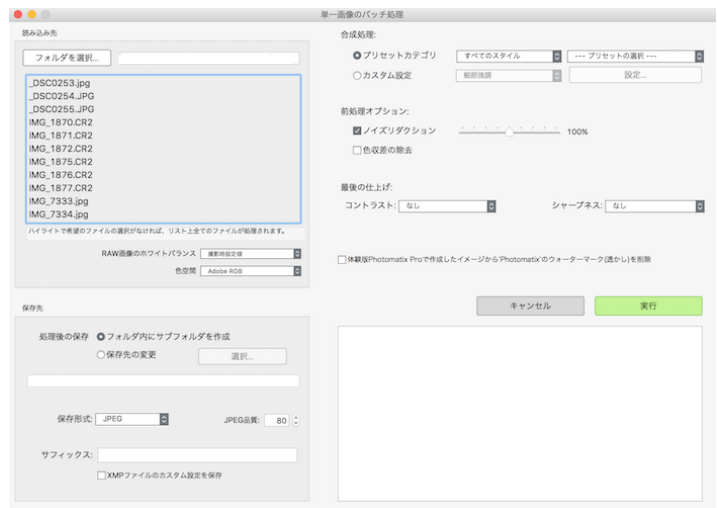 単一画像のバッチ処理
読み込み先
フォルダを選択...
_DSC0253.jpg
_DSC0254.JPG
_DSC0255.JPG
IMG_1870.CR2
IMG_1871.CR2
IMG_1872.CR2
IMG_1875.CR2
IMG_1876.CR2
IMG_1877.CR2
IMG_7333.jpg
IMG_7334.jpg
ハイライトで希望のファイルの選択がなければ、リスト上全てのファイルが処理されます。
RAW画像のホワイトバランス 撮影時設定値
色空間 Adobe RGB
保存先
処理後の保存 フォルダ内にサブフォルダを作成
保存先の変更 選択...
保存形式: JPEG JPEG品質: 80
サフィックス:
XMPファイルのカスタム設定を保存
合成処理:
プリセットカテゴリ すべてのスタイル --- プリセットの選択 ---
カスタム設定 細部強調 設定...
前処理オプション:
ノイズリダクション 100%
色収差の除去
最後の仕上げ:
コントラスト: なし シャープネス: なし
体験版Photomatix Proで作成したイメージから'Photomatix'のウォーターマーク(透かし)を削除
キャンセル 実行